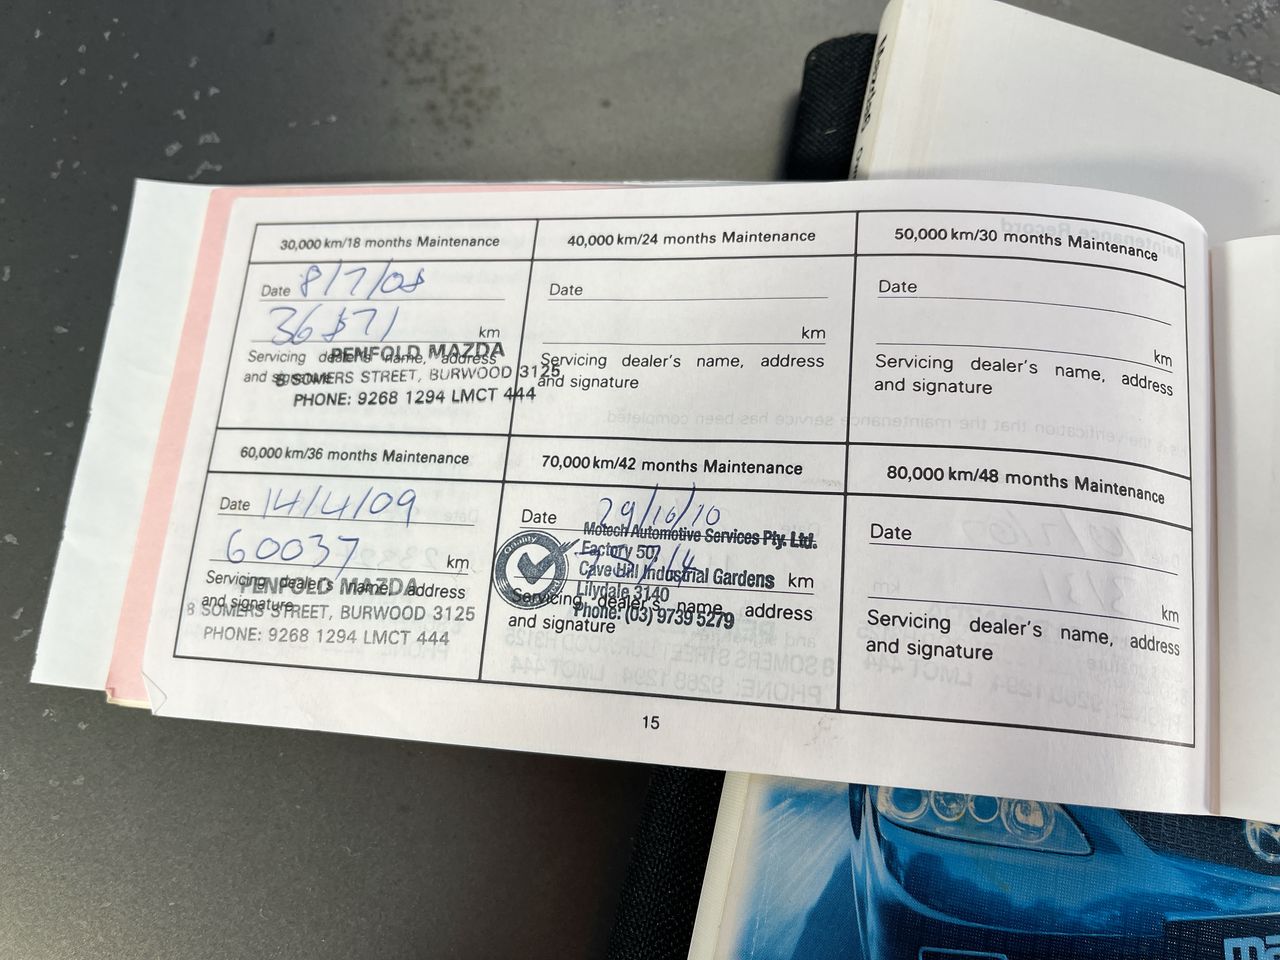 30,000 km/18 months Maintenance
Date 8/7/08
km
Servicing dealer's name, address
and signature
PENFOLD MAZDA
8 SOMERS STREET, BURWOOD 3125
PHONE: 9268 1294 LMCT 444
40,000 km/24 months Maintenance
Date
km
Servicing dealer's name, address
and signature
50,000 km/30 months Maintenance
Date
km
Servicing dealer's name, address
and signature
60,000 km/36 months Maintenance
Date 14/4/09
60037 km
Servicing dealer's name, address
and signature
PENFOLD MAZDA
8 SOMERS STREET, BURWOOD 3125
PHONE: 9268 1294 LMCT 444
70,000 km/42 months Maintenance
Date 29/10/10
km
Servicing dealer's name, address
and signature
Quality
Motech Automotive Services Pty. Ltd.
Factory 50
Cave Hill Industrial Gardens
Lilydale 3140
Phone: (03) 9739 5279
80,000 km/48 months Maintenance
Date
km
Servicing dealer's name, address
and signature
15